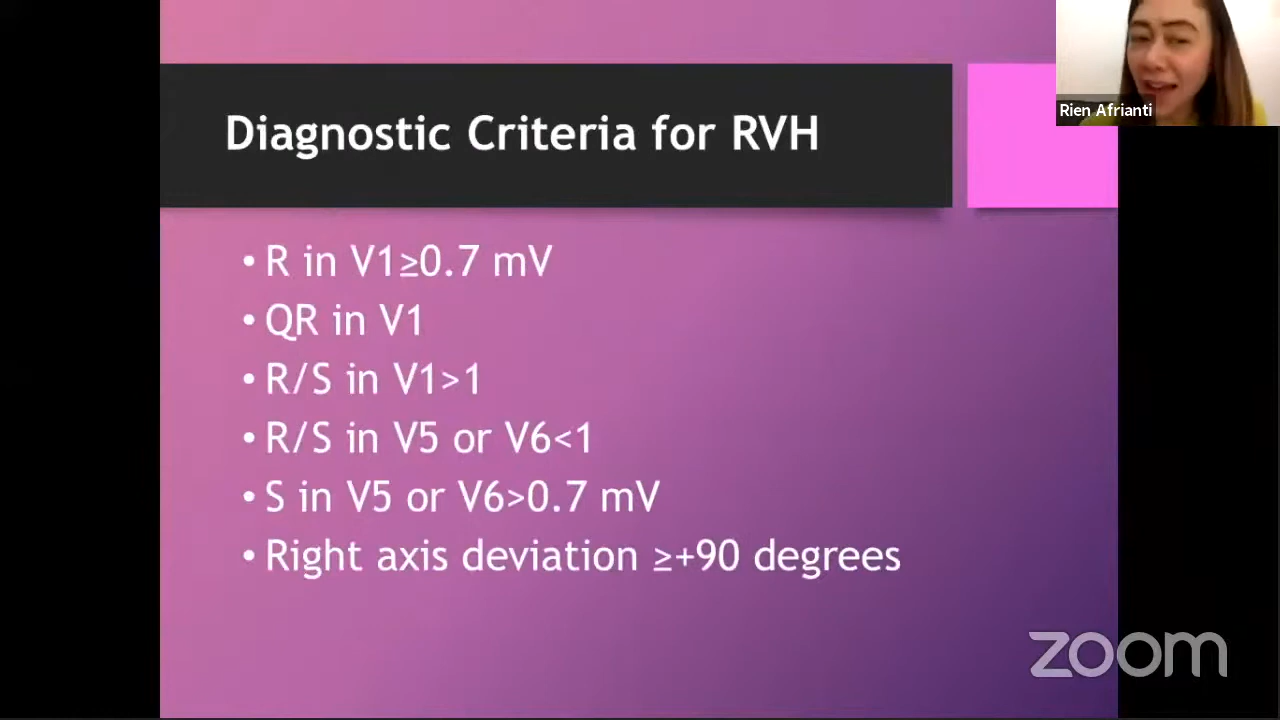 Rien Afrianti
Diagnostic Criteria for RVH
• R in V1≥0.7 mV
• QR in V1
• R/S in V1>1
• R/S in V5 or V6<1
• S in V5 or V6>0.7 mV
• Right axis deviation ≥+90 degrees
zoom